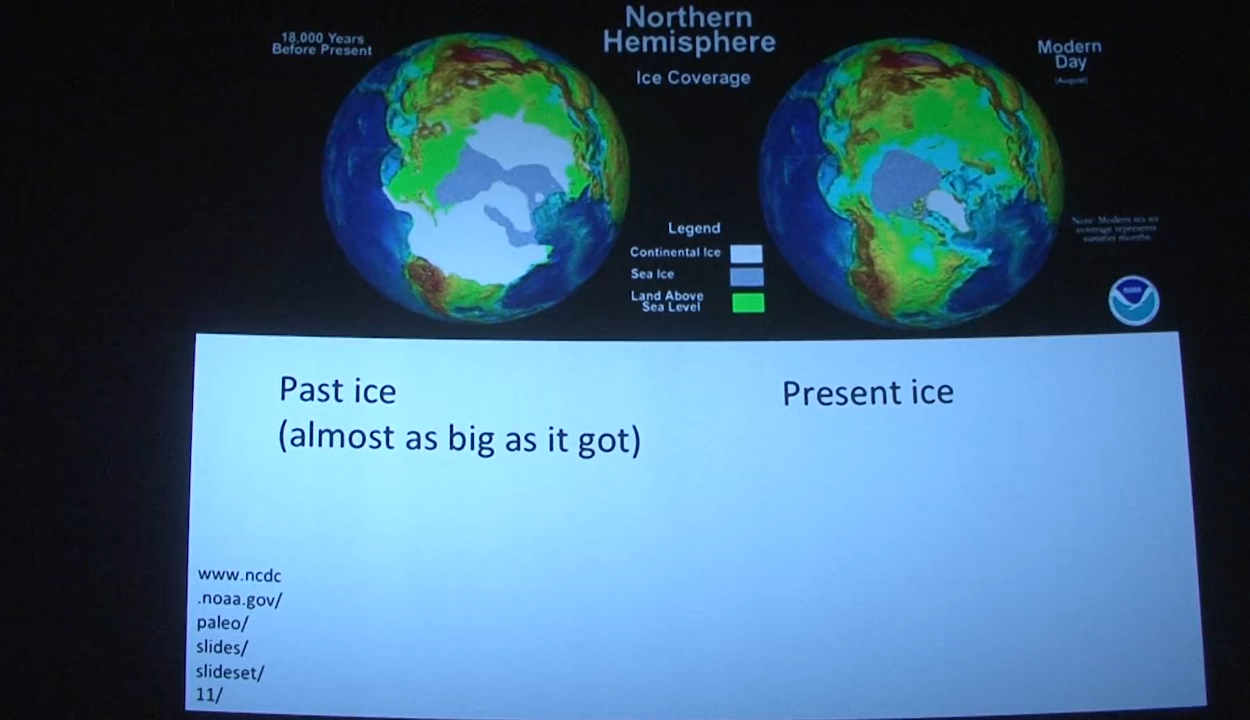 18,000 Years
Before Present
Northern
Hemisphere
Ice Coverage
Modern
Day
(August)
Legend
Continental Ice
Sea Ice
Land Above
Sea Level
Note: Modern sea ice
coverage represents
summer months.
NOAA
Past ice
(almost as big as it got)
Present ice
www.ncdc
.noaa.gov/
paleo/
slides/
slideset/
11/